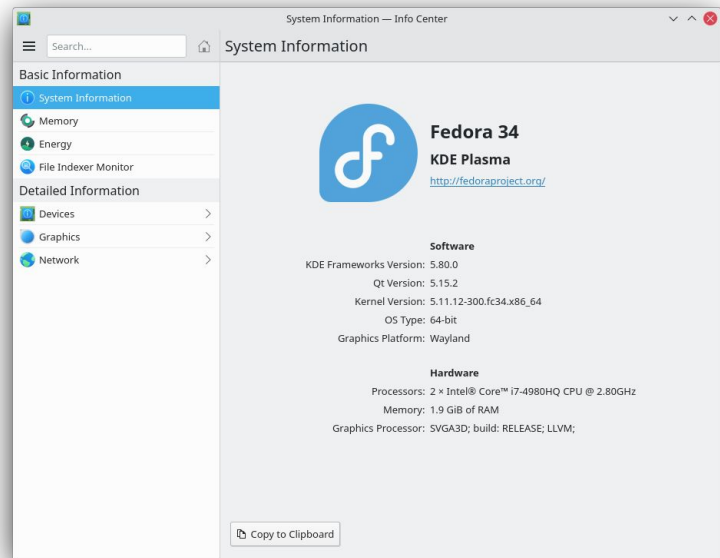 System Information — Info Center
Search...
System Information
Basic Information
System Information
Memory
Energy
File Indexer Monitor
Detailed Information
Devices
Graphics
Network
Fedora 34
KDE Plasma
http://fedoraproject.org/
Software
KDE Frameworks Version: 5.80.0
Qt Version: 5.15.2
Kernel Version: 5.11.12-300.fc34.x86_64
OS Type: 64-bit
Graphics Platform: Wayland
Hardware
Processors: 2 × Intel® Core™ i7-4980HQ CPU @ 2.80GHz
Memory: 1.9 GiB of RAM
Graphics Processor: SVGA3D; build: RELEASE; LLVM;
Copy to Clipboard